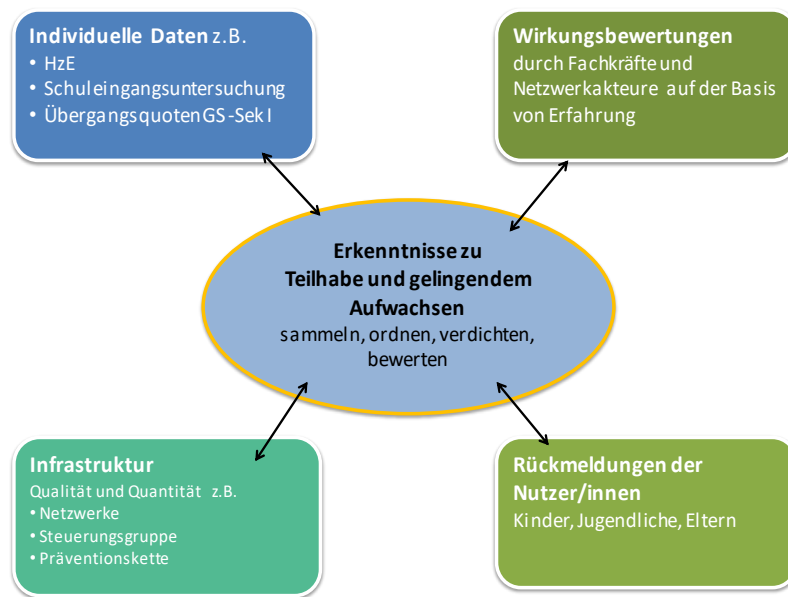 Individuelle Daten z.B.
• HzE
• Schuleingangsuntersuchung
• Übergangsquoten GS-Sek I
Wirkungsbewertungen
durch Fachkräfte und
Netzwerkakteure auf der Basis
von Erfahrung
Erkenntnisse zu
Teilhabe und gelingendem
Aufwachsen
sammeln, ordnen, verdichten,
bewerten
Infrastruktur
Qualität und Quantität z.B.
• Netzwerke
• Steuerungsgruppe
• Präventionskette
Rückmeldungen der
Nutzer/innen
Kinder, Jugendliche, Eltern